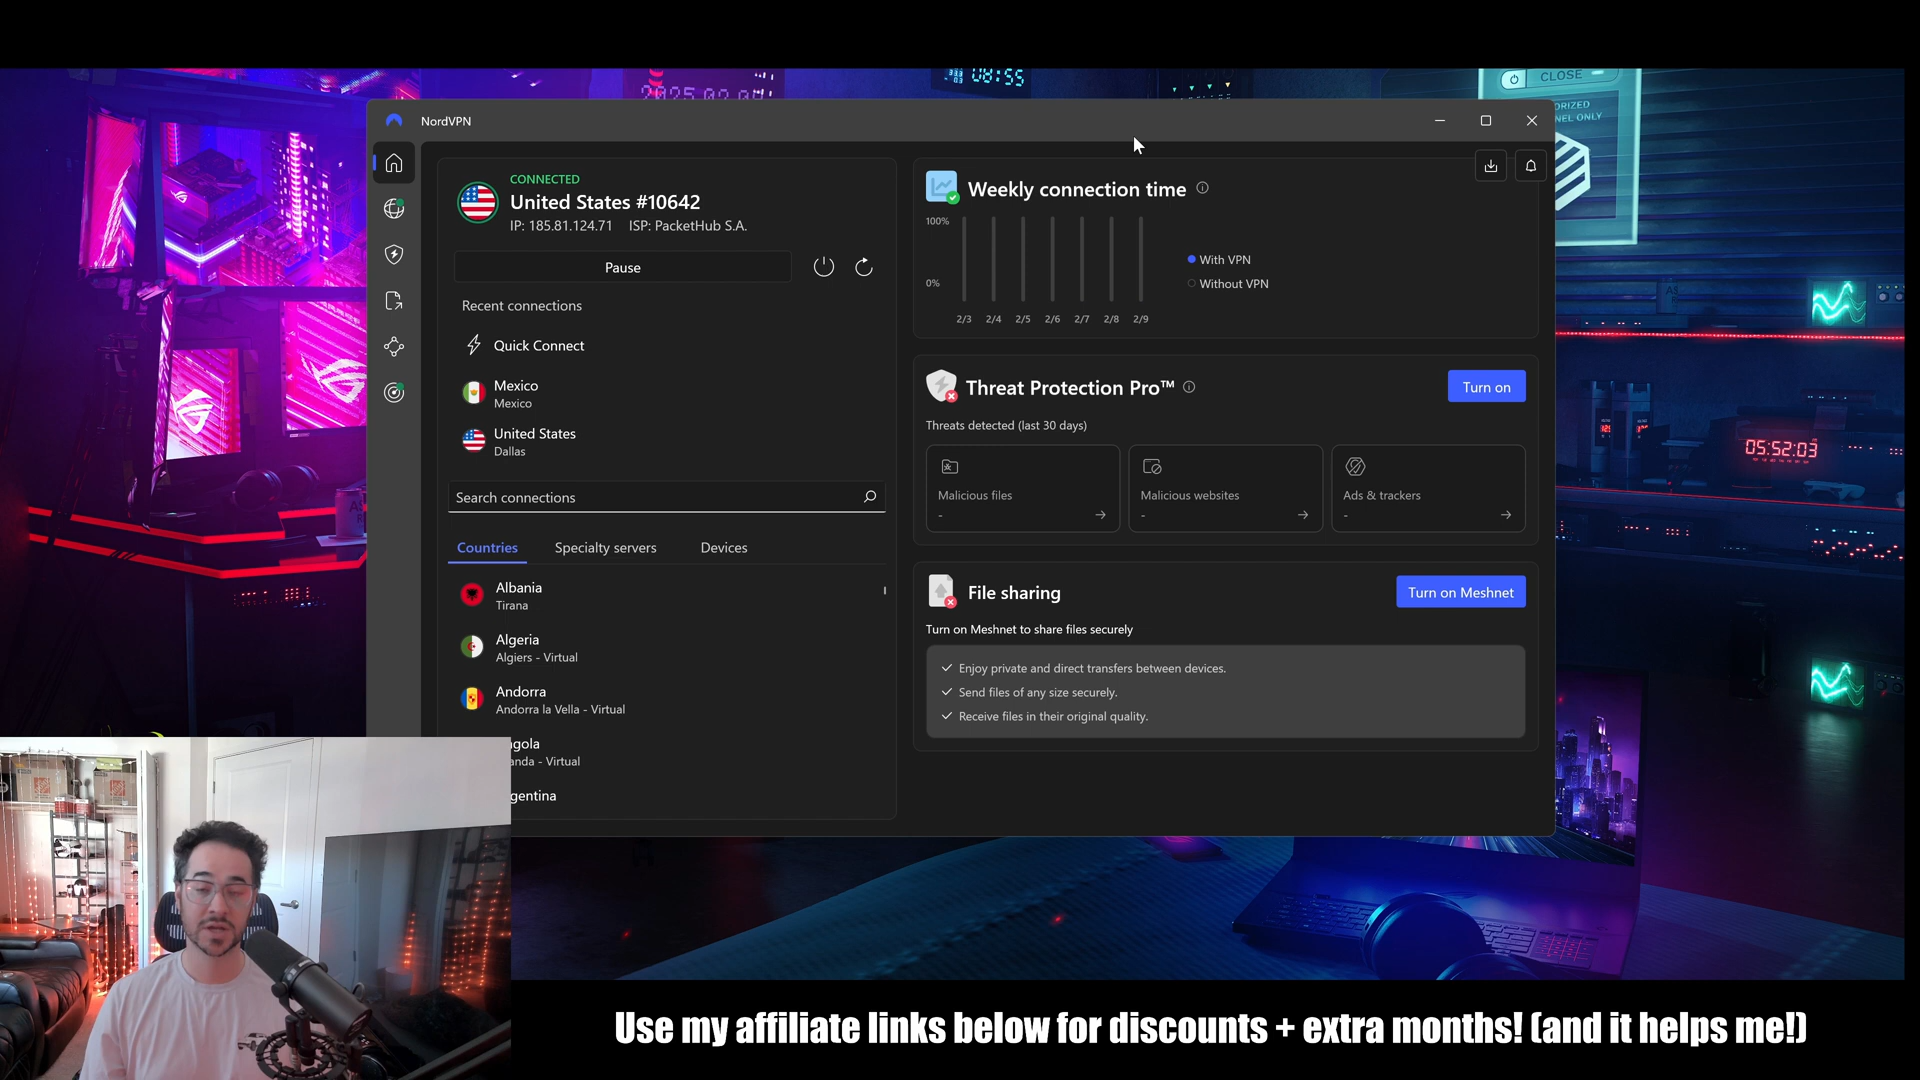 08:55
CLOSE
NordVPN
CONNECTED
United States #10642
IP: 185.81.124.71 ISP: PacketHub S.A.
Pause
Recent connections
Quick Connect
Mexico
Mexico
United States
Dallas
Search connections
Countries Specialty servers Devices
Albania
Tirana
Algeria
Algiers - Virtual
Andorra
Andorra la Vella - Virtual
gola
anda - Virtual
gentina
Weekly connection time
100%
0%
2/3 2/4 2/5 2/6 2/7 2/8 2/9
With VPN
Without VPN
Threat Protection Pro™
Turn on
Threats detected (last 30 days)
Malicious files
-
Malicious websites
-
Ads & trackers
-
File sharing
Turn on Meshnet
Turn on Meshnet to share files securely
Enjoy private and direct transfers between devices.
Send files of any size securely.
Receive files in their original quality.
05:52:03
Use my affiliate links below for discounts + extra months! (and it helps me!)